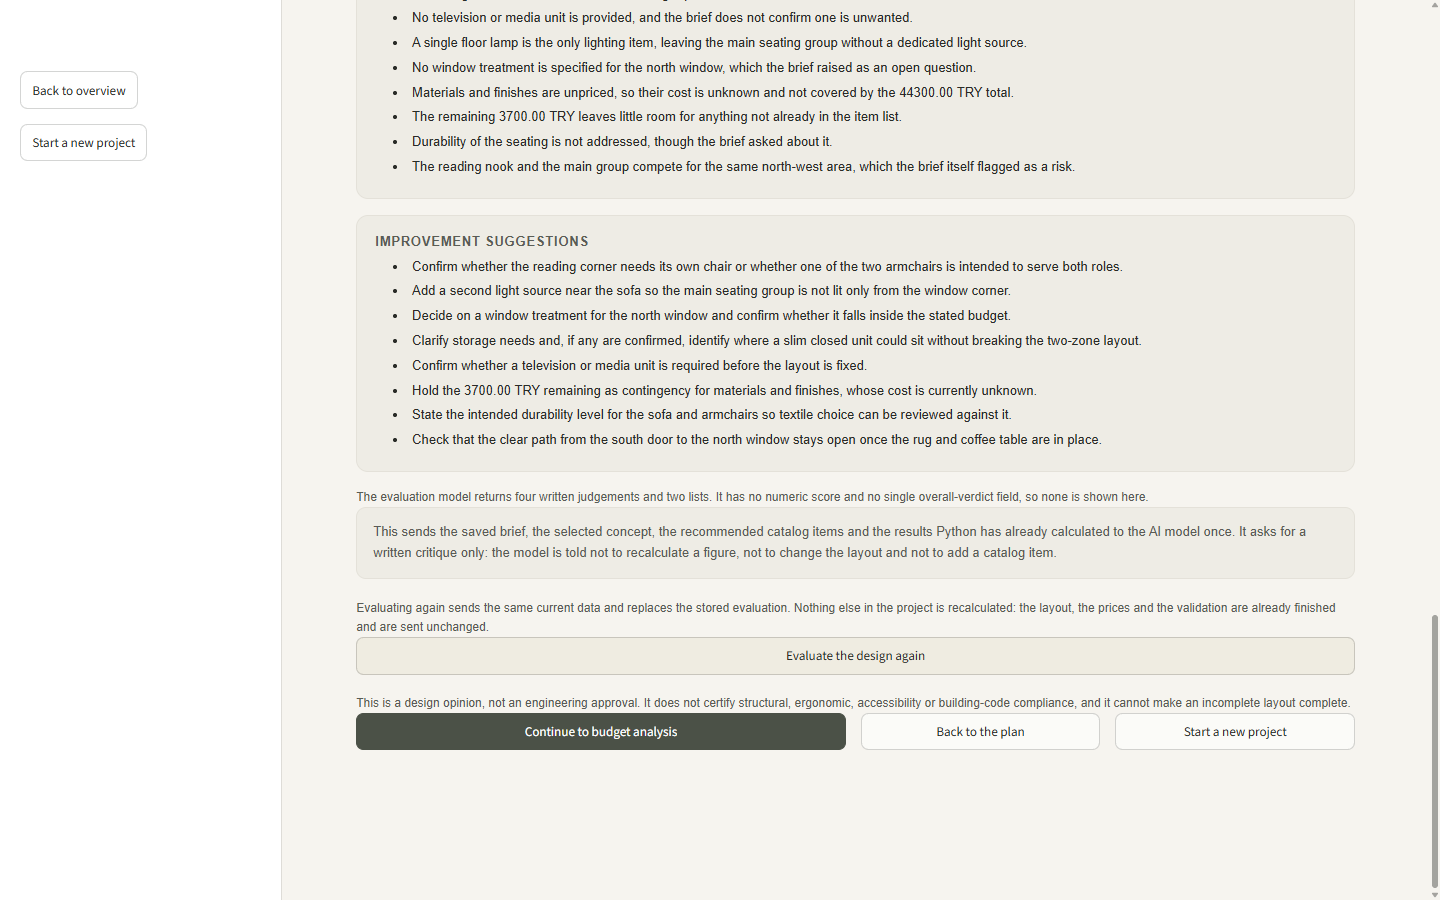 Back to overview
Start a new project
No television or media unit is provided, and the brief does not confirm one is unwanted.
A single floor lamp is the only lighting item, leaving the main seating group without a dedicated light source.
No window treatment is specified for the north window, which the brief raised as an open question.
Materials and finishes are unpriced, so their cost is unknown and not covered by the 44300.00 TRY total.
The remaining 3700.00 TRY leaves little room for anything not already in the item list.
Durability of the seating is not addressed, though the brief asked about it.
The reading nook and the main group compete for the same north-west area, which the brief itself flagged as a risk.
IMPROVEMENT SUGGESTIONS
Confirm whether the reading corner needs its own chair or whether one of the two armchairs is intended to serve both roles.
Add a second light source near the sofa so the main seating group is not lit only from the window corner.
Decide on a window treatment for the north window and confirm whether it falls inside the stated budget.
Clarify storage needs and, if any are confirmed, identify where a slim closed unit could sit without breaking the two-zone layout.
Confirm whether a television or media unit is required before the layout is fixed.
Hold the 3700.00 TRY remaining as contingency for materials and finishes, whose cost is currently unknown.
State the intended durability level for the sofa and armchairs so textile choice can be reviewed against it.
Check that the clear path from the south door to the north window stays open once the rug and coffee table are in place.
The evaluation model returns four written judgements and two lists. It has no numeric score and no single overall-verdict field, so none is shown here.
This sends the saved brief, the selected concept, the recommended catalog items and the results Python has already calculated to the AI model once. It asks for a
written critique only: the model is told not to recalculate a figure, not to change the layout and not to add a catalog item.
Evaluating again sends the same current data and replaces the stored evaluation. Nothing else in the project is recalculated: the layout, the prices and the validation are already finished
and are sent unchanged.
Evaluate the design again
This is a design opinion, not an engineering approval. It does not certify structural, ergonomic, accessibility or building-code compliance, and it cannot make an incomplete layout complete.
Continue to budget analysis
Back to the plan
Start a new project